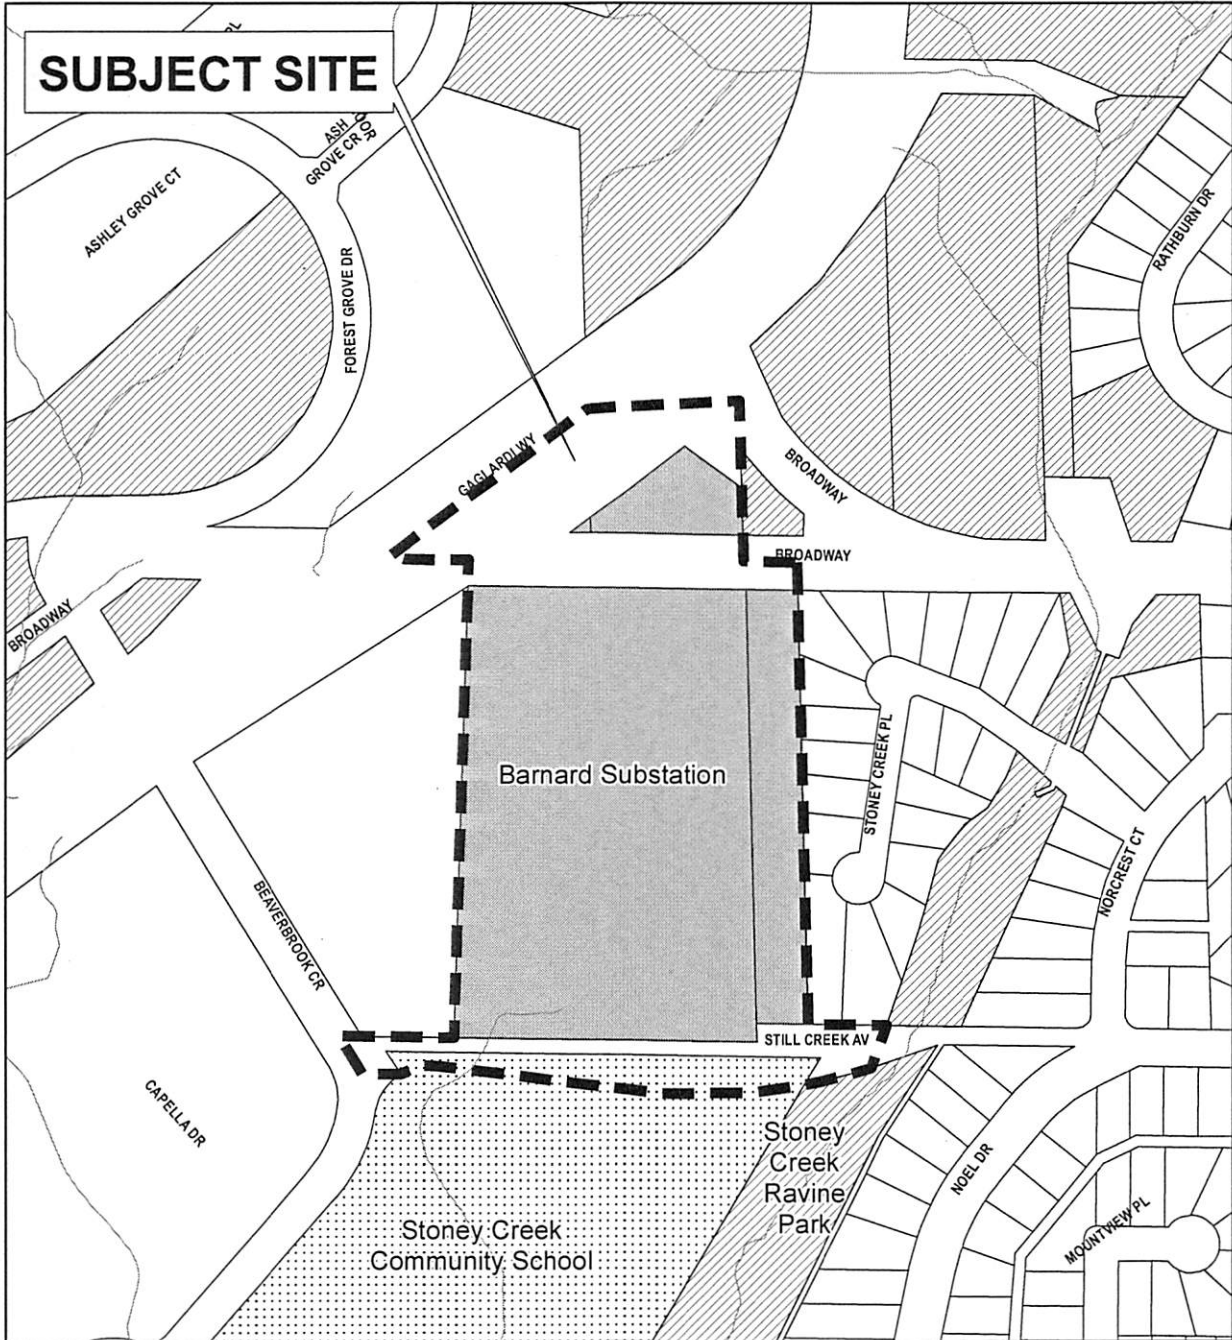 PL
SUBJECT SITE
ASH
GROVE CR
ASHLEY GROVE CT
FOREST GROVE DR
RATHBURN DR
GAGLARDI WY
BROADWAY
BROADWAY
BROADWAY
Barnard Substation
STONEY CREEK PL
NORCREST CT
BEAVERBROOK CR
STILL CREEK AV
CAPELLA DR
Stoney
Creek
Ravine
Park
NOEL DR
MOUNTVIEW PL
Stoney Creek
Community School